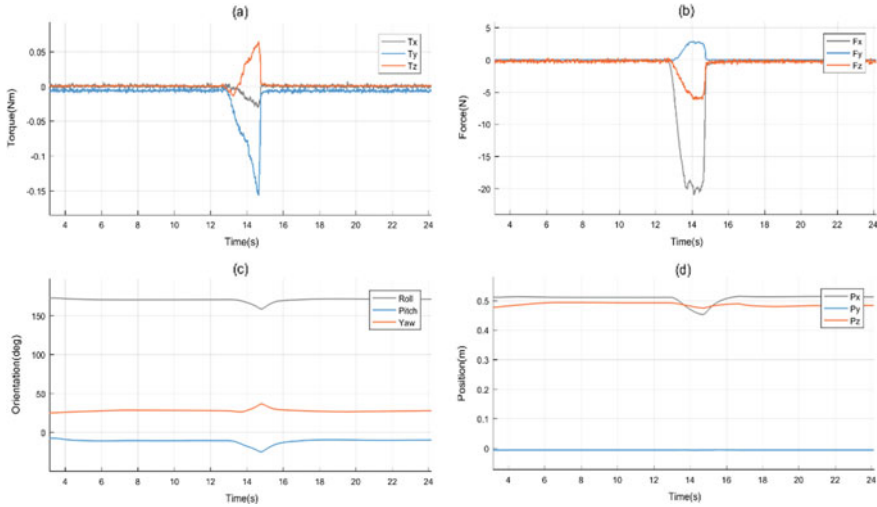 (a)
Tx
Ty
Tz
0.05
0
-0.05
-0.1
-0.15
Torque(Nm)
4 6 8 10 12 14 16 18 20 22 24
Time(s)
(b)
Fx
Fy
Fz
5
0
-5
-10
-15
-20
Force(N)
4 6 8 10 12 14 16 18 20 22 24
Time(s)
(c)
Roll
Pitch
Yaw
150
100
50
0
Orientation(deg)
4 6 8 10 12 14 16 18 20 22 24
Time(s)
(d)
Px
Py
Pz
0.5
0.4
0.3
0.2
0.1
0
Position(m)
4 6 8 10 12 14 16 18 20 22 24
Time(s)